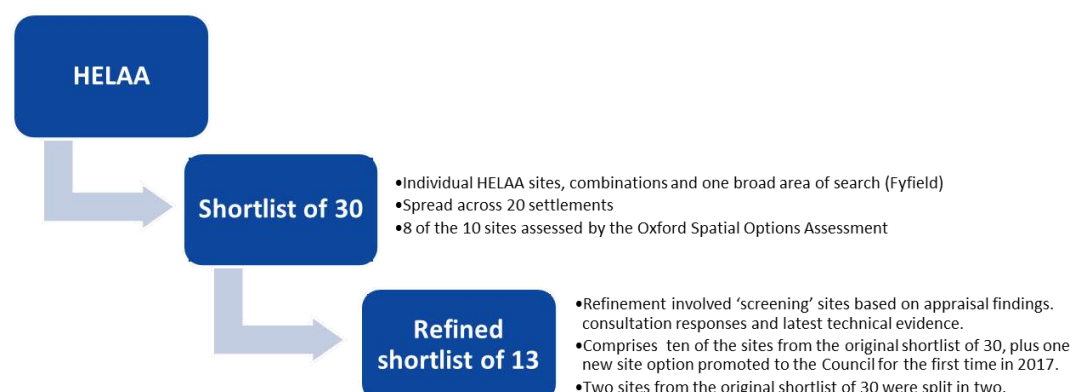 HELAA
Shortlist of 30
•Individual HELAA sites, combinations and one broad area of search (Fyfield)
•Spread across 20 settlements
•8 of the 10 sites assessed by the Oxford Spatial Options Assessment
Refined
shortlist of 13
•Refinement involved ‘screening’ sites based on appraisal findings.
consultation responses and latest technical evidence.
•Comprises ten of the sites from the original shortlist of 30, plus one
new site option promoted to the Council for the first time in 2017.
•Two sites from the original shortlist of 30 were split in two.